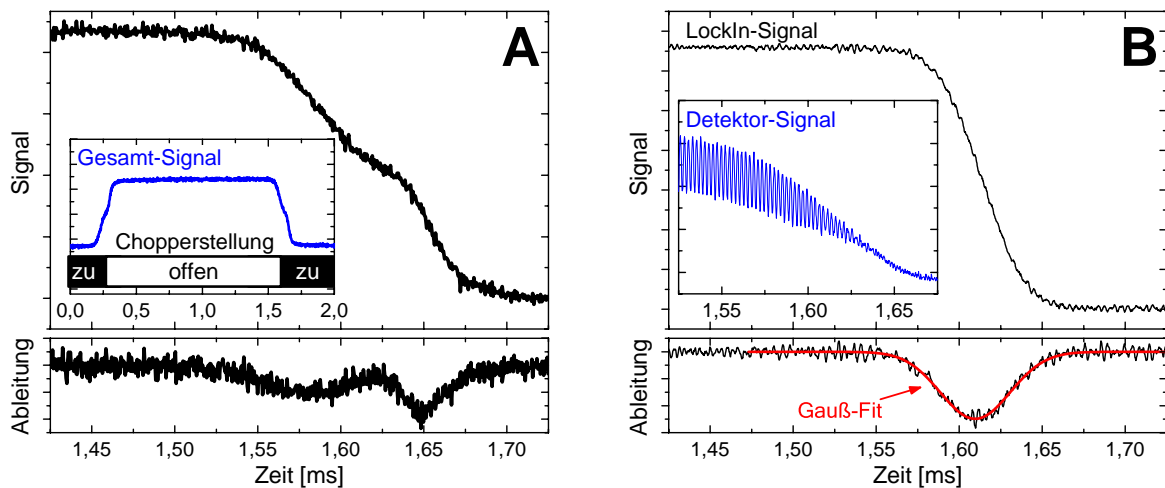 A
Signal
Gesamt-Signal
Chopperstellung
zu offen zu
0,0 0,5 1,0 1,5 2,0
Ableitung
1,45 1,50 1,55 1,60 1,65 1,70
Zeit [ms]
B
LockIn-Signal
Signal
Detektor-Signal
1,55 1,60 1,65
Ableitung
Gauß-Fit
1,45 1,50 1,55 1,60 1,65 1,70
Zeit [ms]